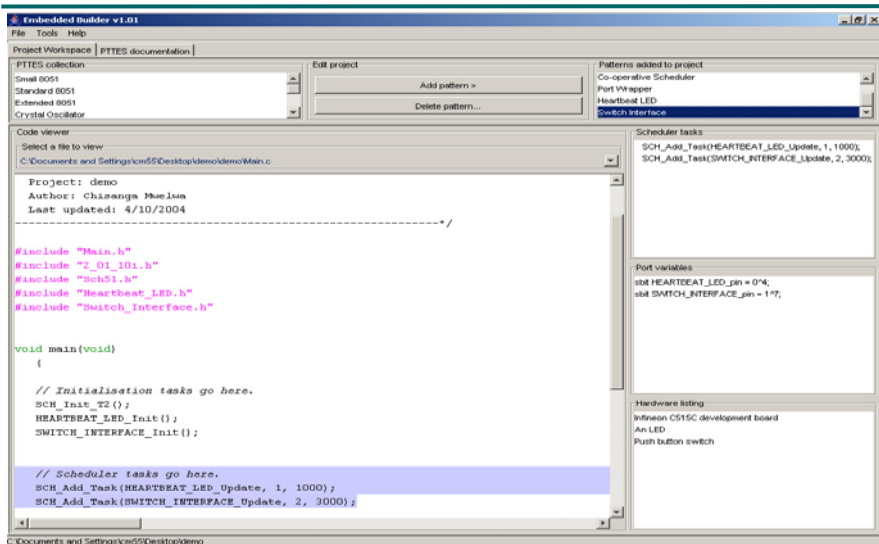 Embedded Builder v1.01
File Tools Help
Project Workspace PTTES documentation
PTTES collection
Small 8051
Standard 8051
Extended 8051
Crystal Oscillator
Edit project
Add pattern >
Delete pattern...
Patterns added to project
Co-operative Scheduler
Port Wrapper
Heartbeat LED
Switch Interface
Code viewer
Select a file to view
C:\Documents and Settings\cm55\Desktop\demo\demo\Main.c
Project: demo
Author: Chisanga Mwelwa
Last updated: 4/10/2004
------------------------------------------------------------------*/
#include "Main.h"
#include "2_01_10i.h"
#include "Sch51.h"
#include "Heartbeat_LED.h"
#include "Switch_Interface.h"
void main(void)
{
// Initialisation tasks go here.
SCH_Init_T2();
HEARTBEAT_LED_Init();
SWITCH_INTERFACE_Init();
// Scheduler tasks go here.
SCH_Add_Task(HEARTBEAT_LED_Update, 1, 1000);
SCH_Add_Task(SWITCH_INTERFACE_Update, 2, 3000);
Scheduler tasks
SCH_Add_Task(HEARTBEAT_LED_Update, 1, 1000);
SCH_Add_Task(SWITCH_INTERFACE_Update, 2, 3000);
Port variables
sbit HEARTBEAT_LED_pin = 0^4;
sbit SWITCH_INTERFACE_pin = 1^7;
Hardware listing
Infineon C515C development board
An LED
Push button switch
C:\Documents and Settings\cm55\Desktop\demo